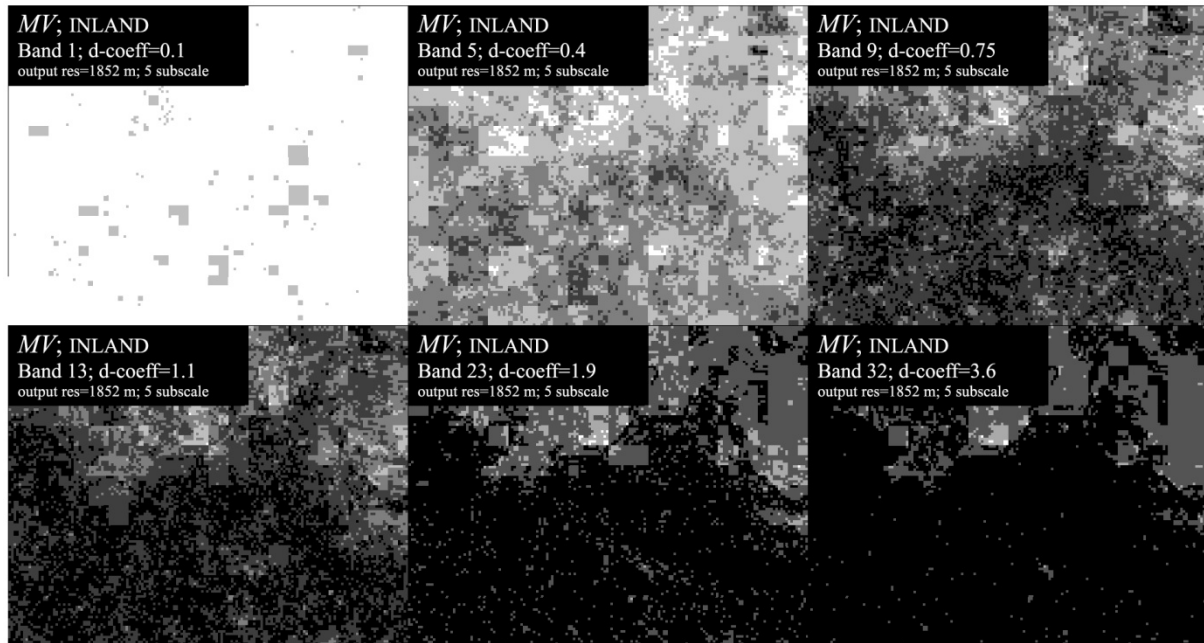 MV; INLAND
Band 1; d-coeff=0.1
output res=1852 m; 5 subscale
MV; INLAND
Band 5; d-coeff=0.4
output res=1852 m; 5 subscale
MV; INLAND
Band 9; d-coeff=0.75
output res=1852 m; 5 subscale
MV; INLAND
Band 13; d-coeff=1.1
output res=1852 m; 5 subscale
MV; INLAND
Band 23; d-coeff=1.9
output res=1852 m; 5 subscale
MV; INLAND
Band 32; d-coeff=3.6
output res=1852 m; 5 subscale